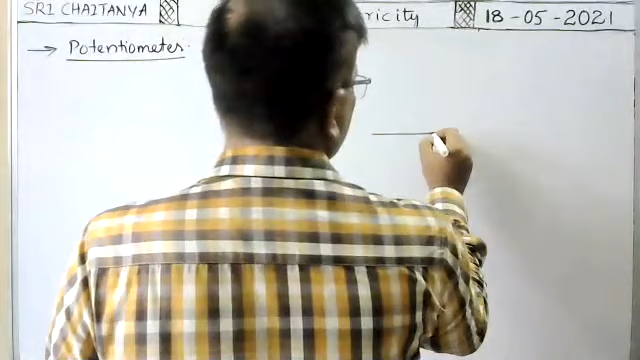 SRI CHAITANYA ricity 18-05-2021
→ Potentiometer.